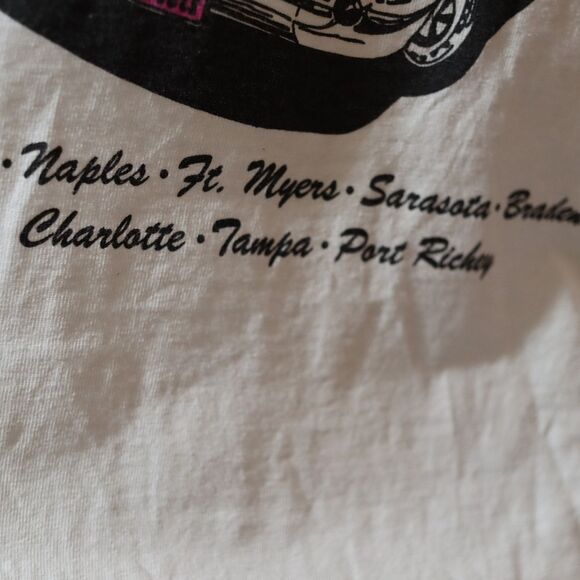 • Naples • Ft. Myers • Sarasota • Braden
Charlotte • Tampa • Port Richey